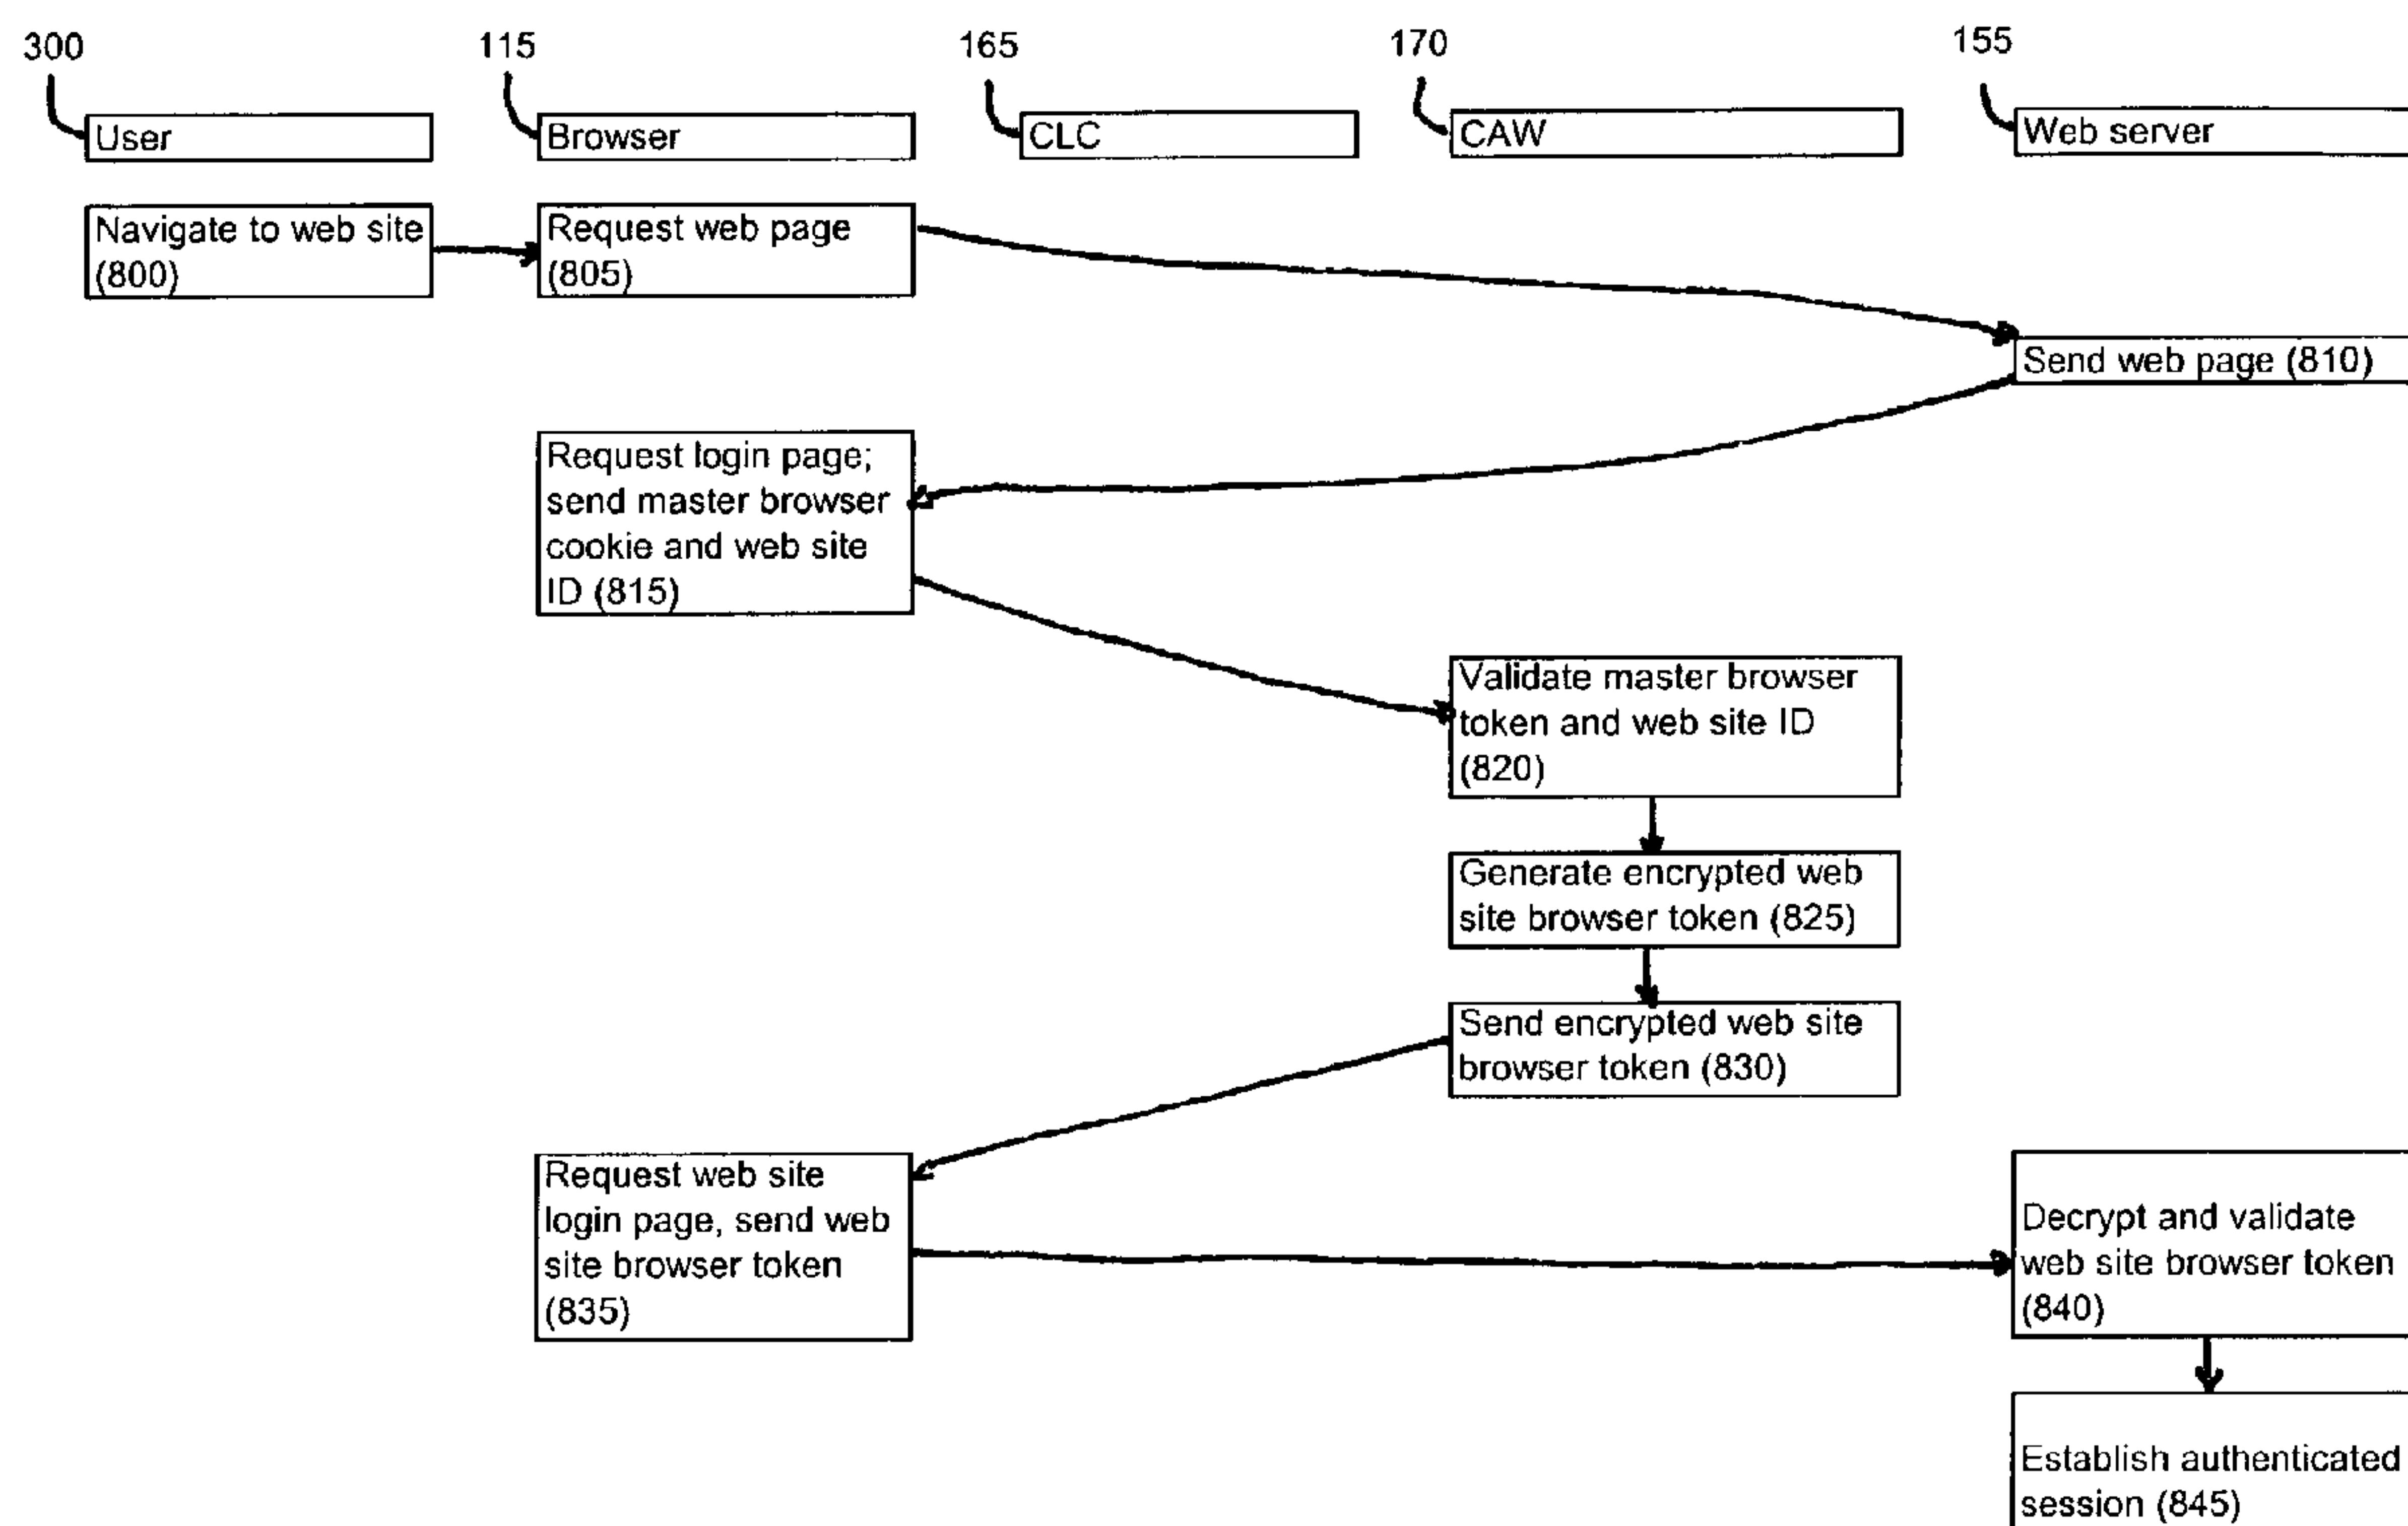 300
115
165
170
155
User
Browser
CLC
CAW
Web server
Navigate to web site
(800)
Request web page
(805)
Send web page (810)
Request login page;
send master browser
cookie and web site
ID (815)
Validate master browser
token and web site ID
(820)
Generate encrypted web
site browser token (825)
Send encrypted web site
browser token (830)
Request web site
login page, send web
site browser token
(835)
Decrypt and validate
web site browser token
(840)
Establish authenticated
session (845)